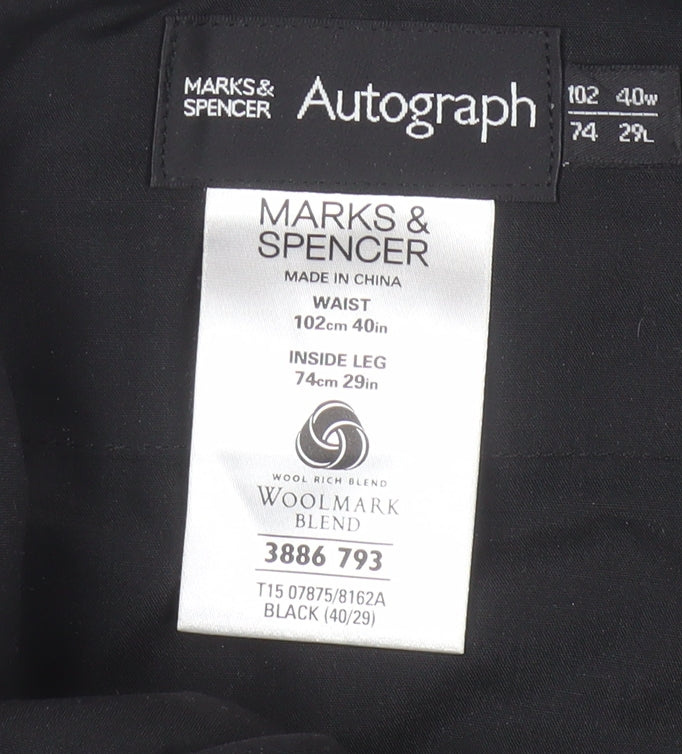 MARKS &
SPENCER
Autograph
102 40w
74 29L
MARKS &
SPENCER
MADE IN CHINA
WAIST
102cm 40in
INSIDE LEG
74cm 29in
WOOL RICH BLEND
WOOLMARK
BLEND
3886 793
T15 07875/8162A
BLACK (40/29)